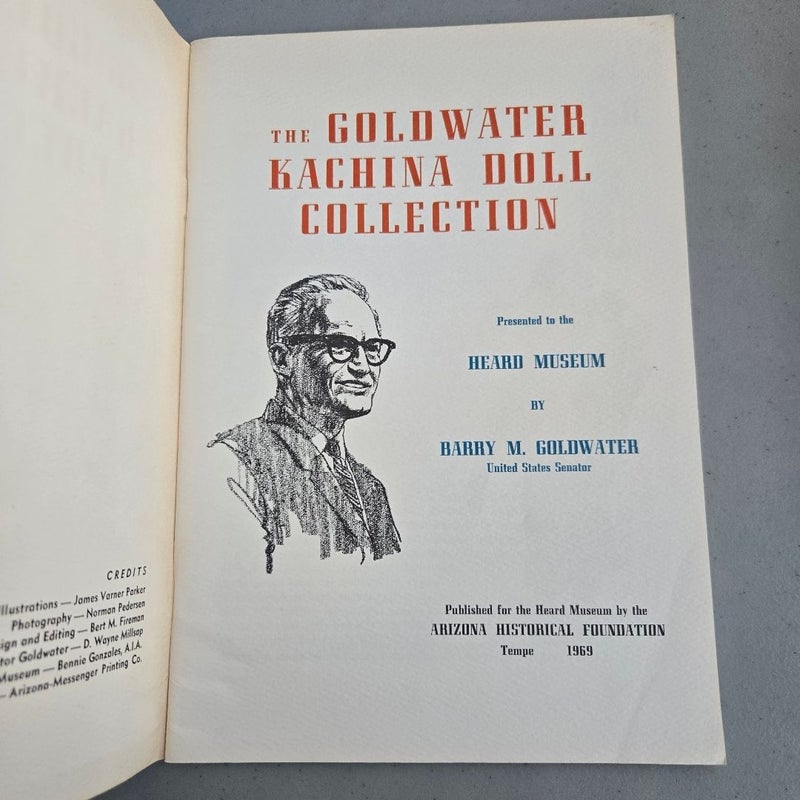 CREDITS
Illustrations — James Varner Parker
Photography — Norman Pedersen
and Editing — Bert M. Fireman
Goldwater — D. Wayne Millsap
Museum — Bennie Gonzales, A.I.A.
— Arizona-Messenger Printing Co.
THE GOLDWATER
KACHINA DOLL
COLLECTION
Presented to the
HEARD MUSEUM
BY
BARRY M. GOLDWATER
United States Senator
Published for the Heard Museum by the
ARIZONA HISTORICAL FOUNDATION
Tempe 1969